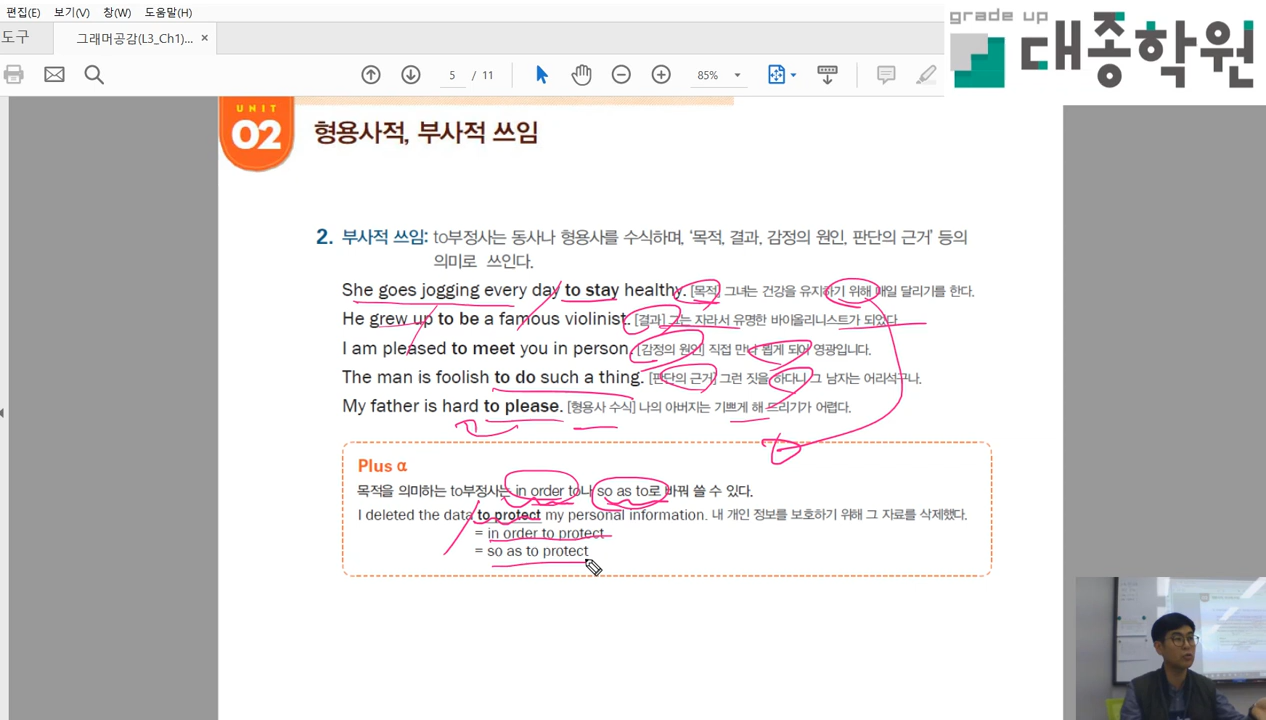 편집(E) 보기(V) 창(W) 도움말(H)
grade up
대종학원
도구 그래머공감(L3_Ch1)... ×
5 / 11 85%
UNIT
02 형용사적, 부사적 쓰임
2. 부사적 쓰임: to부정사는 동사나 형용사를 수식하며, '목적, 결과, 감정의 원인, 판단의 근거' 등의
의미로 쓰인다.
She goes jogging every day to stay healthy. [목적] 그녀는 건강을 유지하기 위해 매일 달리기를 한다.
He grew up to be a famous violinist. [결과] 그는 자라서 유명한 바이올리니스트가 되었다.
I am pleased to meet you in person. [감정의 원인] 직접 만나 뵙게 되어 영광입니다.
The man is foolish to do such a thing. [판단의 근거] 그런 짓을 하다니 그 남자는 어리석구나.
My father is hard to please. [형용사 수식] 나의 아버지는 기쁘게 해 드리기가 어렵다.
Plus α
목적을 의미하는 to부정사는 in order to나 so as to로 바꿔 쓸 수 있다.
I deleted the data to protect my personal information. 내 개인 정보를 보호하기 위해 그 자료를 삭제했다.
= in order to protect
= so as to protect